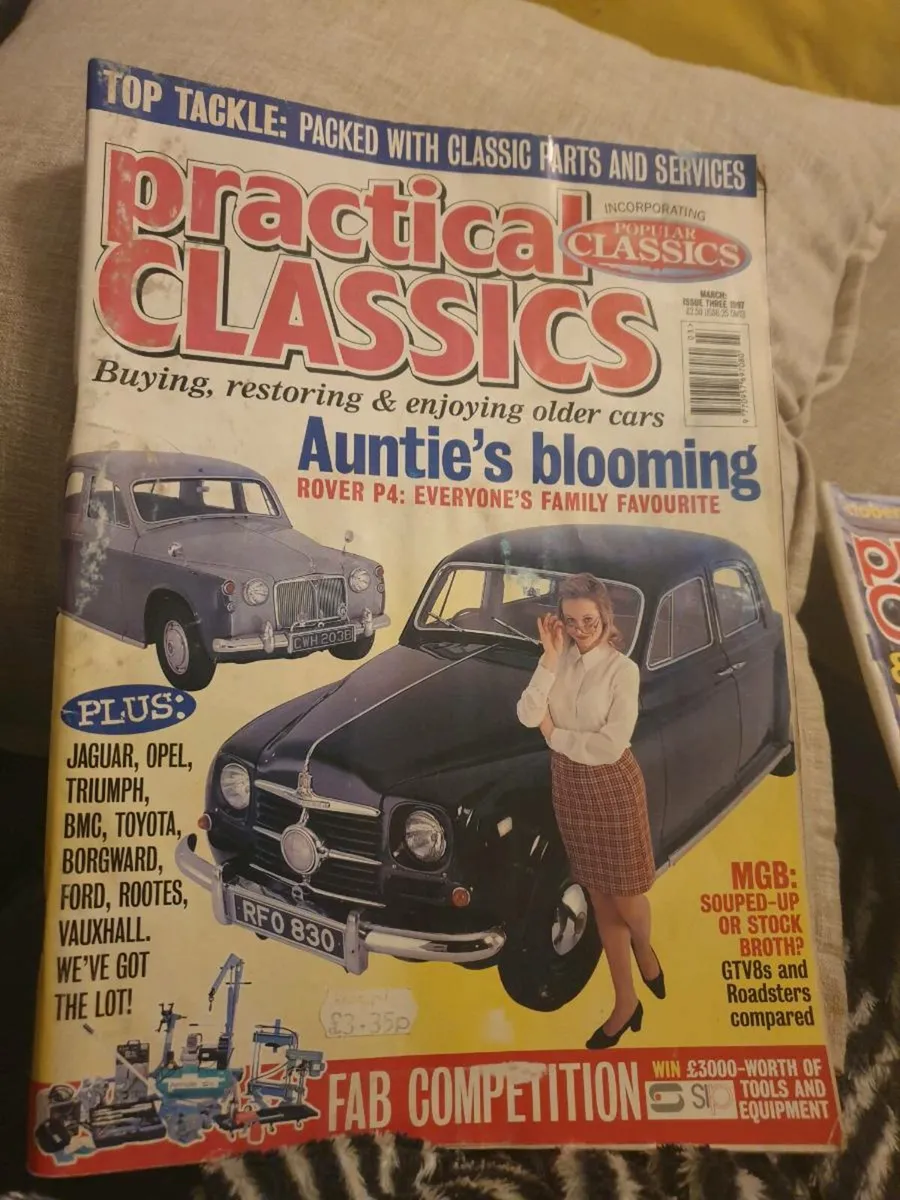 TOP TACKLE: PACKED WITH CLASSIC PARTS AND SERVICES
practical
CLASSICS
INCORPORATING
POPULAR
CLASSICS
MARCH:
ISSUE THREE 1997
Buying, restoring & enjoying older cars
Auntie's blooming
ROVER P4: EVERYONE'S FAMILY FAVOURITE
CWH 203B
PLUS:
JAGUAR, OPEL,
TRIUMPH,
BMC, TOYOTA,
BORGWARD,
FORD, ROOTES,
VAUXHALL.
WE'VE GOT
THE LOT!
RFO 830
MGB:
SOUPED-UP
OR STOCK
BROTH?
GTV8s and
Roadsters
compared
£3.35p
FAB COMPETITION
WIN £3000-WORTH OF
TOOLS AND
EQUIPMENT
SIP